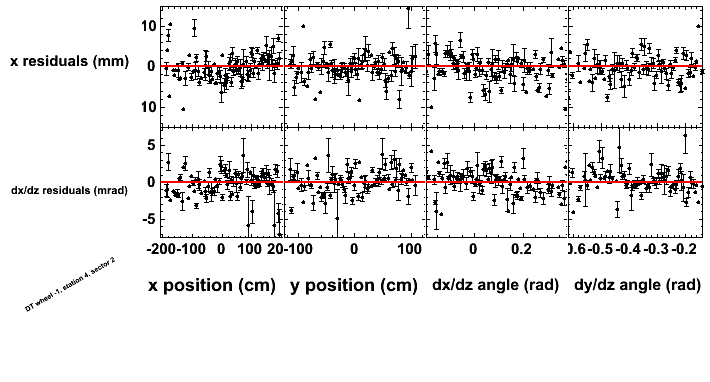 10
x residuals (mm) 0
10
5
dx/dz residuals (mrad) 0
-5
-200-100 0 100 20-100 0 100 0 0.2 0.6-0.5 -0.4 -0.3 -0.2
x position (cm) y position (cm) dx/dz angle (rad) dy/dz angle (rad)
DT wheel -1, station 4, sector 2